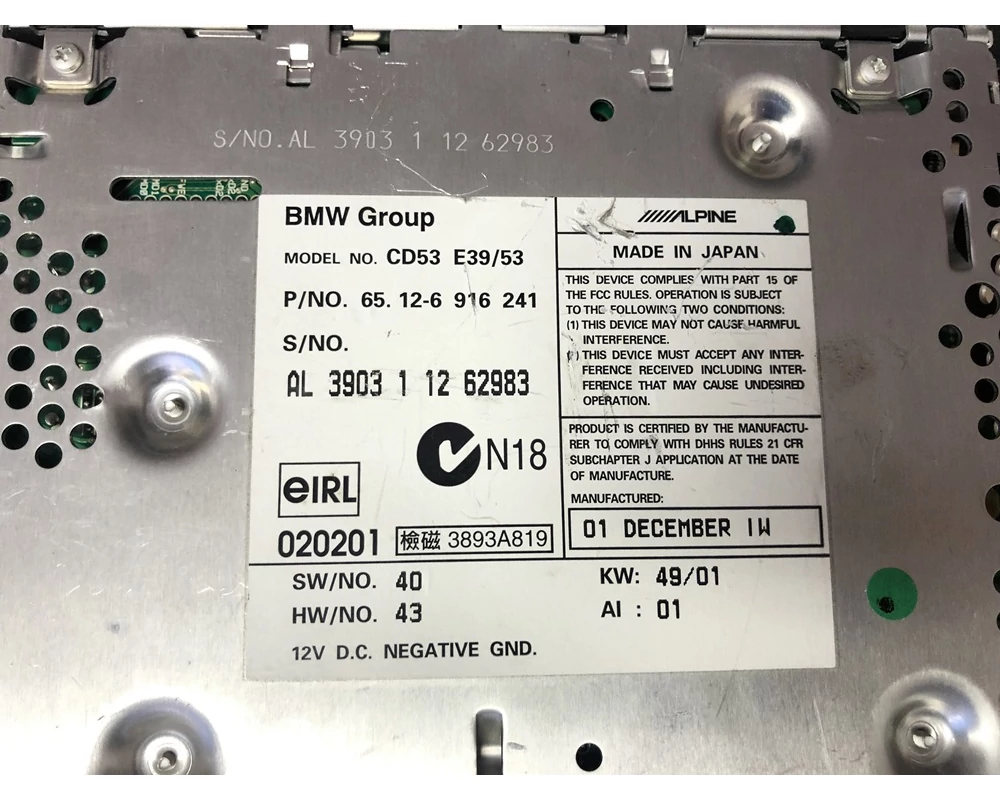 S/NO.AL 3903 1 12 62983
BMW Group
MODEL NO. CD53 E39/53
P/NO. 65. 12-6 916 241
S/NO.
AL 3903 1 12 62983
N18
eIRL
020201
檢磁 3893A819
ALPINE
MADE IN JAPAN
THIS DEVICE COMPLIES WITH PART 15 OF
THE FCC RULES. OPERATION IS SUBJECT
TO THE FOLLOWING TWO CONDITIONS:
(1) THIS DEVICE MAY NOT CAUSE HARMFUL
INTERFERENCE.
THIS DEVICE MUST ACCEPT ANY INTER-
FERENCE RECEIVED INCLUDING INTER-
FERENCE THAT MAY CAUSE UNDESIRED
OPERATION.
PRODUCT IS CERTIFIED BY THE MANUFACTU-
RER TO COMPLY WITH DHHS RULES 21 CFR
SUBCHAPTER J APPLICATION AT THE DATE
OF MANUFACTURE.
MANUFACTURED:
01 DECEMBER IW
SW/NO. 40
HW/NO. 43
KW: 49/01
AI : 01
12V D.C. NEGATIVE GND.